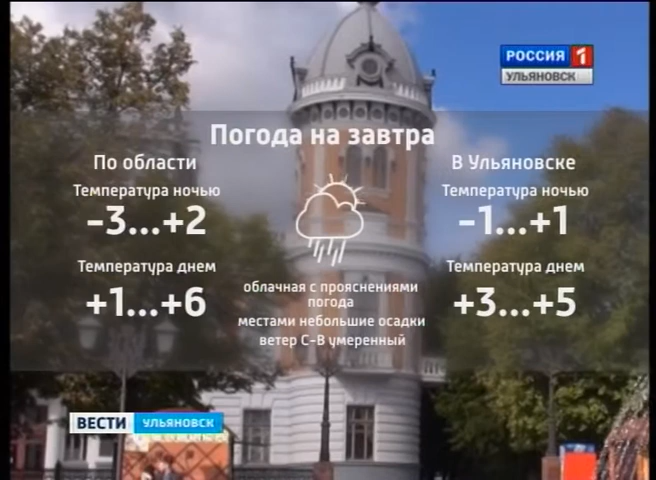 РОССИЯ 1
УЛЬЯНОВСК
Погода на завтра
По области
Температура ночью
-3...+2
Температура днем
+1...+6
облачная с прояснениями
погода
местами небольшие осадки
ветер С-В умеренный
В Ульяновске
Температура ночью
-1...+1
Температура днем
+3...+5
ВЕСТИ УЛЬЯНОВСК